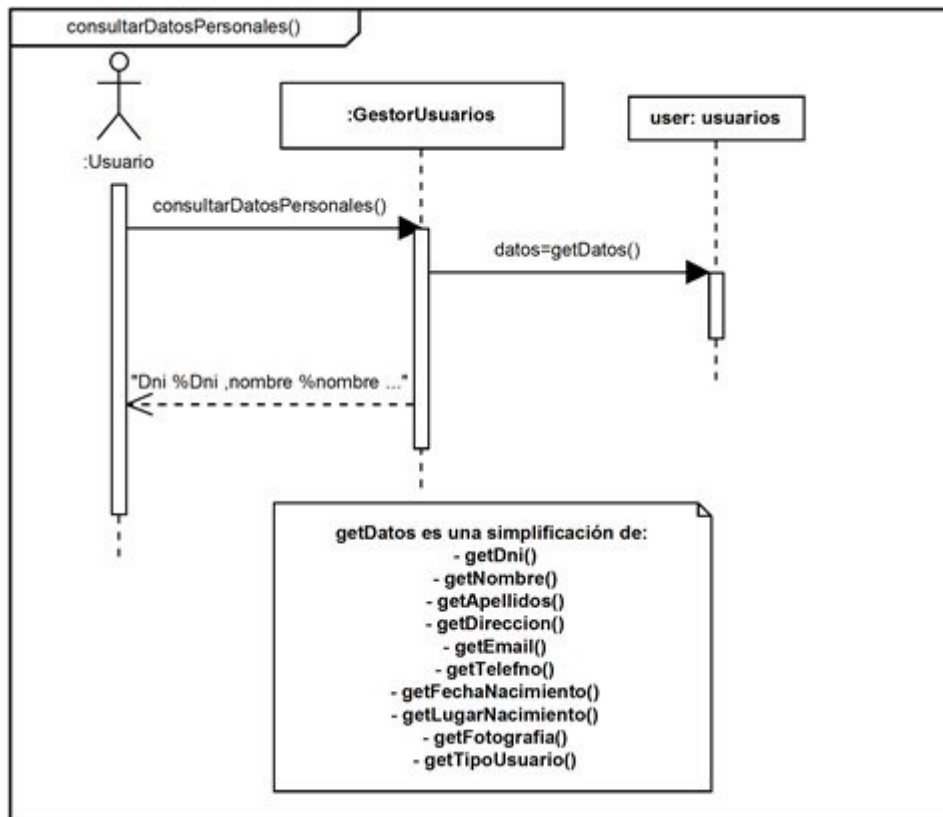 consultarDatosPersonales()
:Usuario
:GestorUsuarios
user: usuarios
consultarDatosPersonales()
datos=getDatos()
"Dni %Dni ,nombre %nombre ..."
getDatos es una simplificación de:
- getDni()
- getNombre()
- getApellidos()
- getDireccion()
- getEmail()
- getTelefno()
- getFechaNacimiento()
- getLugarNacimiento()
- getFotografia()
- getTipoUsuario()